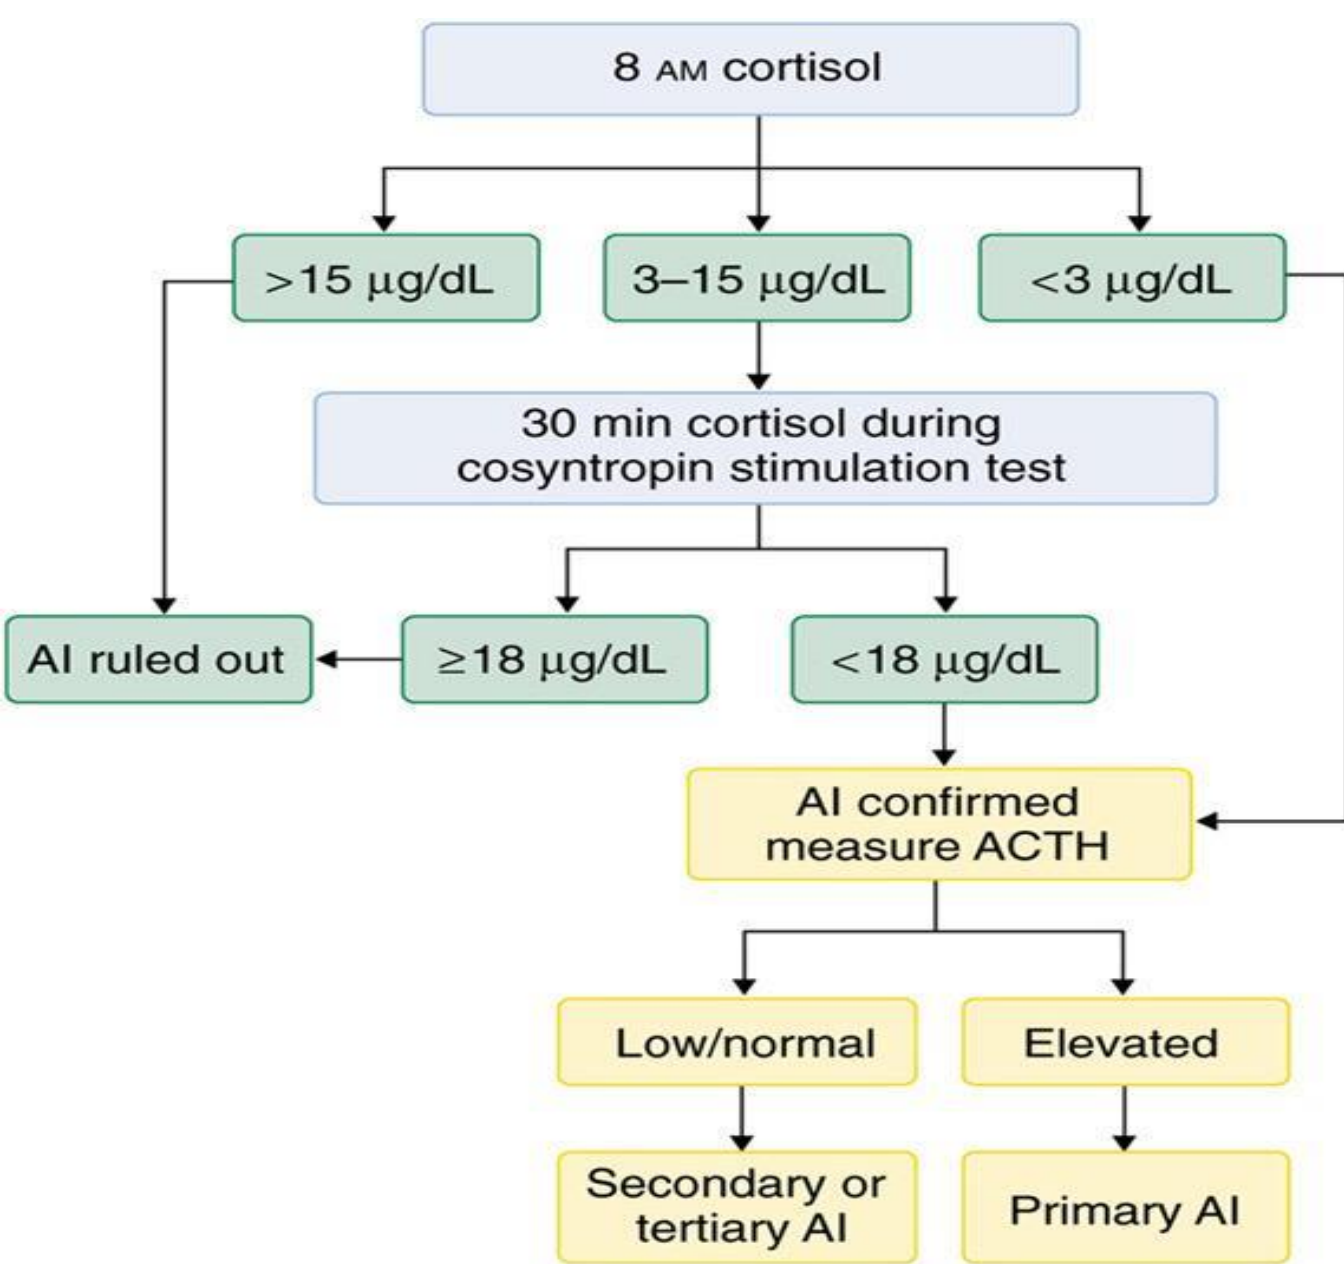 8 AM cortisol
>15 μg/dL
3–15 μg/dL
<3 μg/dL
30 min cortisol during
cosyntropin stimulation test
AI ruled out
≥18 μg/dL
<18 μg/dL
AI confirmed
measure ACTH
Low/normal
Elevated
Secondary or
tertiary AI
Primary AI